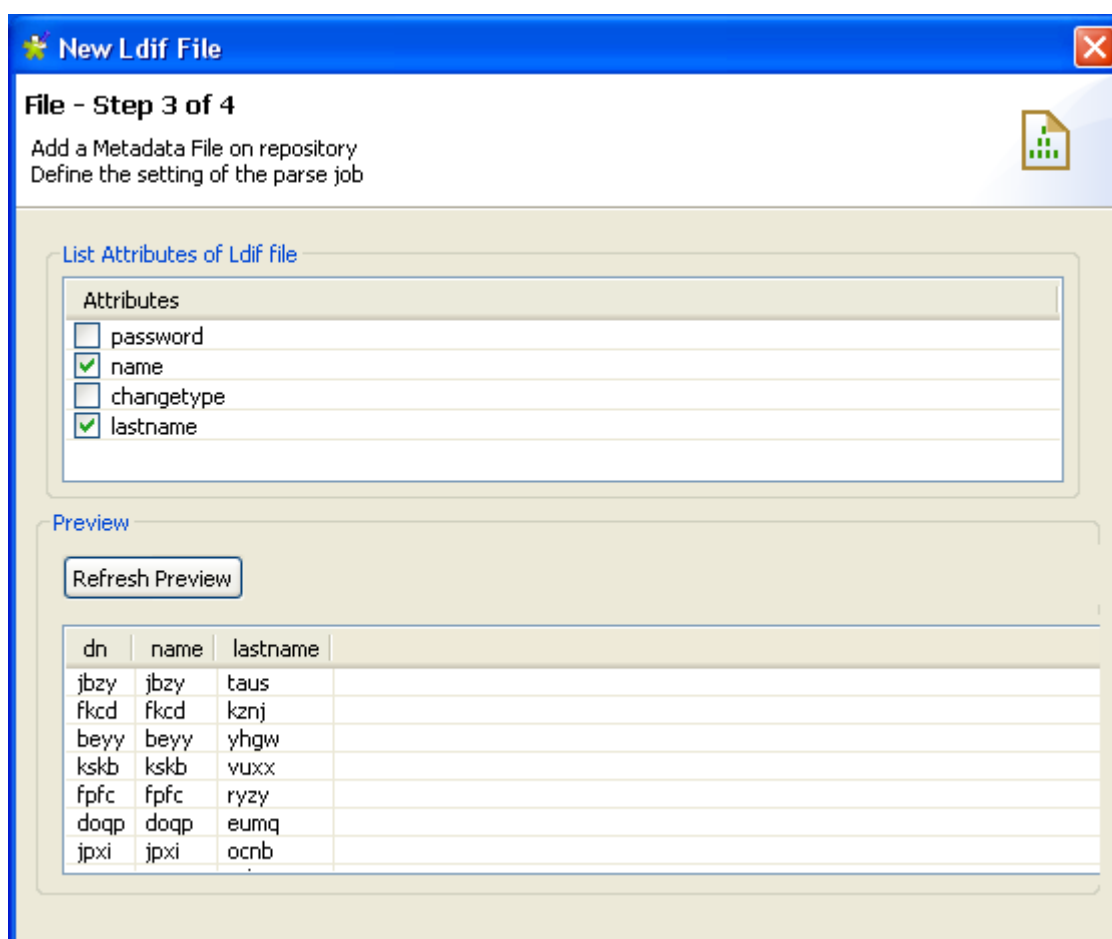 New Ldif File
File - Step 3 of 4
Add a Metadata File on repository
Define the setting of the parse job
List Attributes of Ldif file
Attributes
password
name
changetype
lastname
Preview
Refresh Preview
dn name lastname
jbzy jbzy taus
fkcd fkcd kznj
beyy beyy yhgw
kskb kskb vuxx
fpfc fpfc ryzy
doqp doqp eumq
jpxi jpxi ocnb